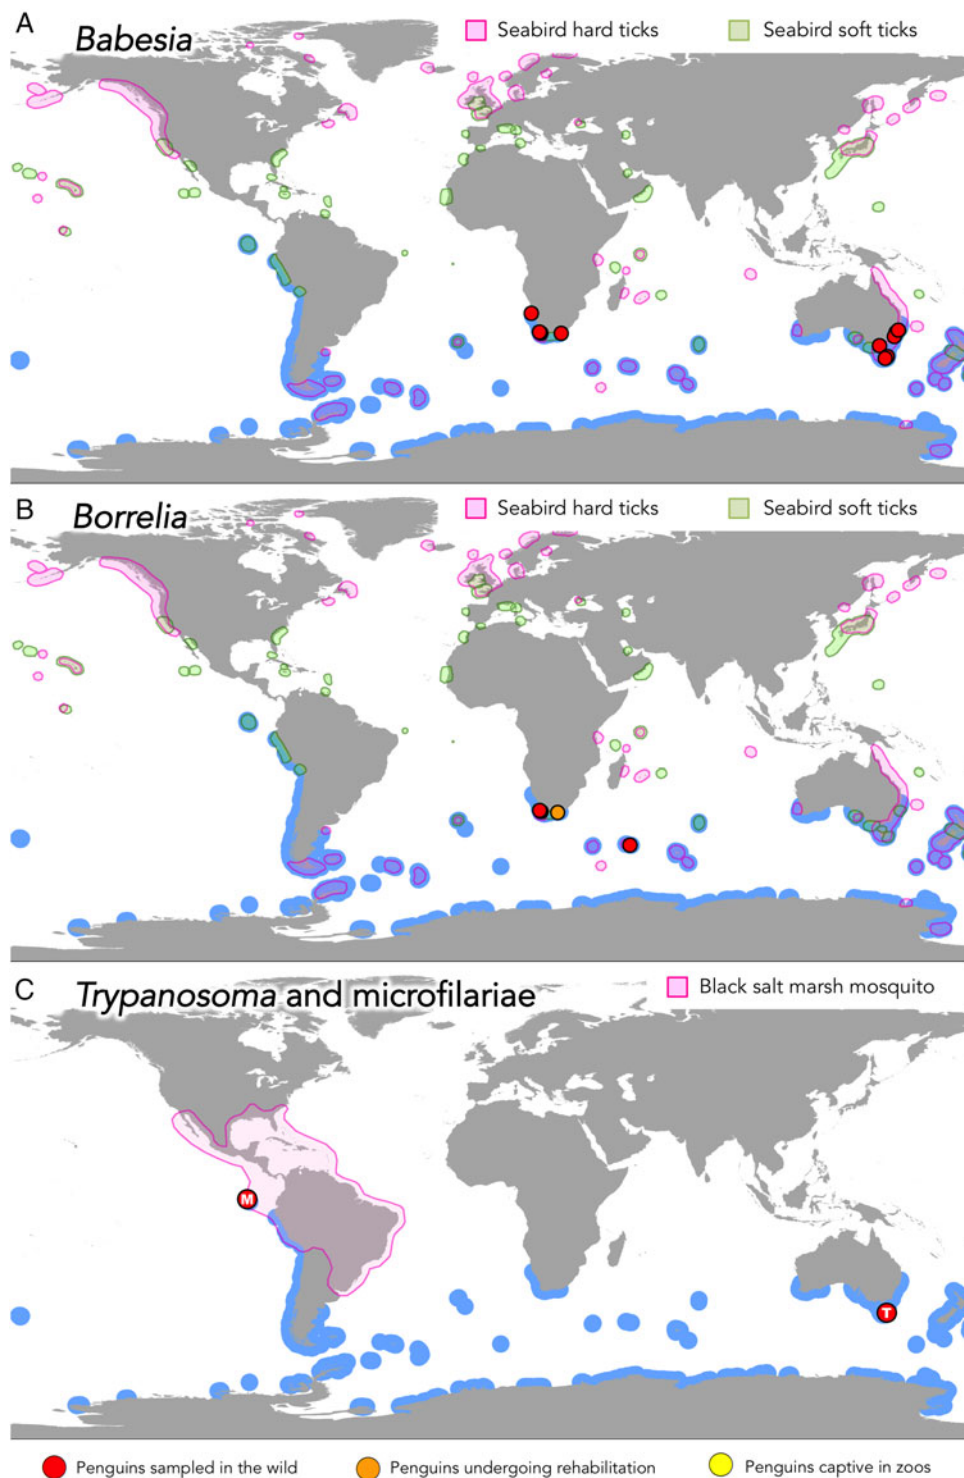 A
Babesia
Seabird hard ticks
Seabird soft ticks
B
Borrelia
Seabird hard ticks
Seabird soft ticks
C
Trypanosoma and microfilariae
Black salt marsh mosquito
M
T
Penguins sampled in the wild
Penguins undergoing rehabilitation
Penguins captive in zoos